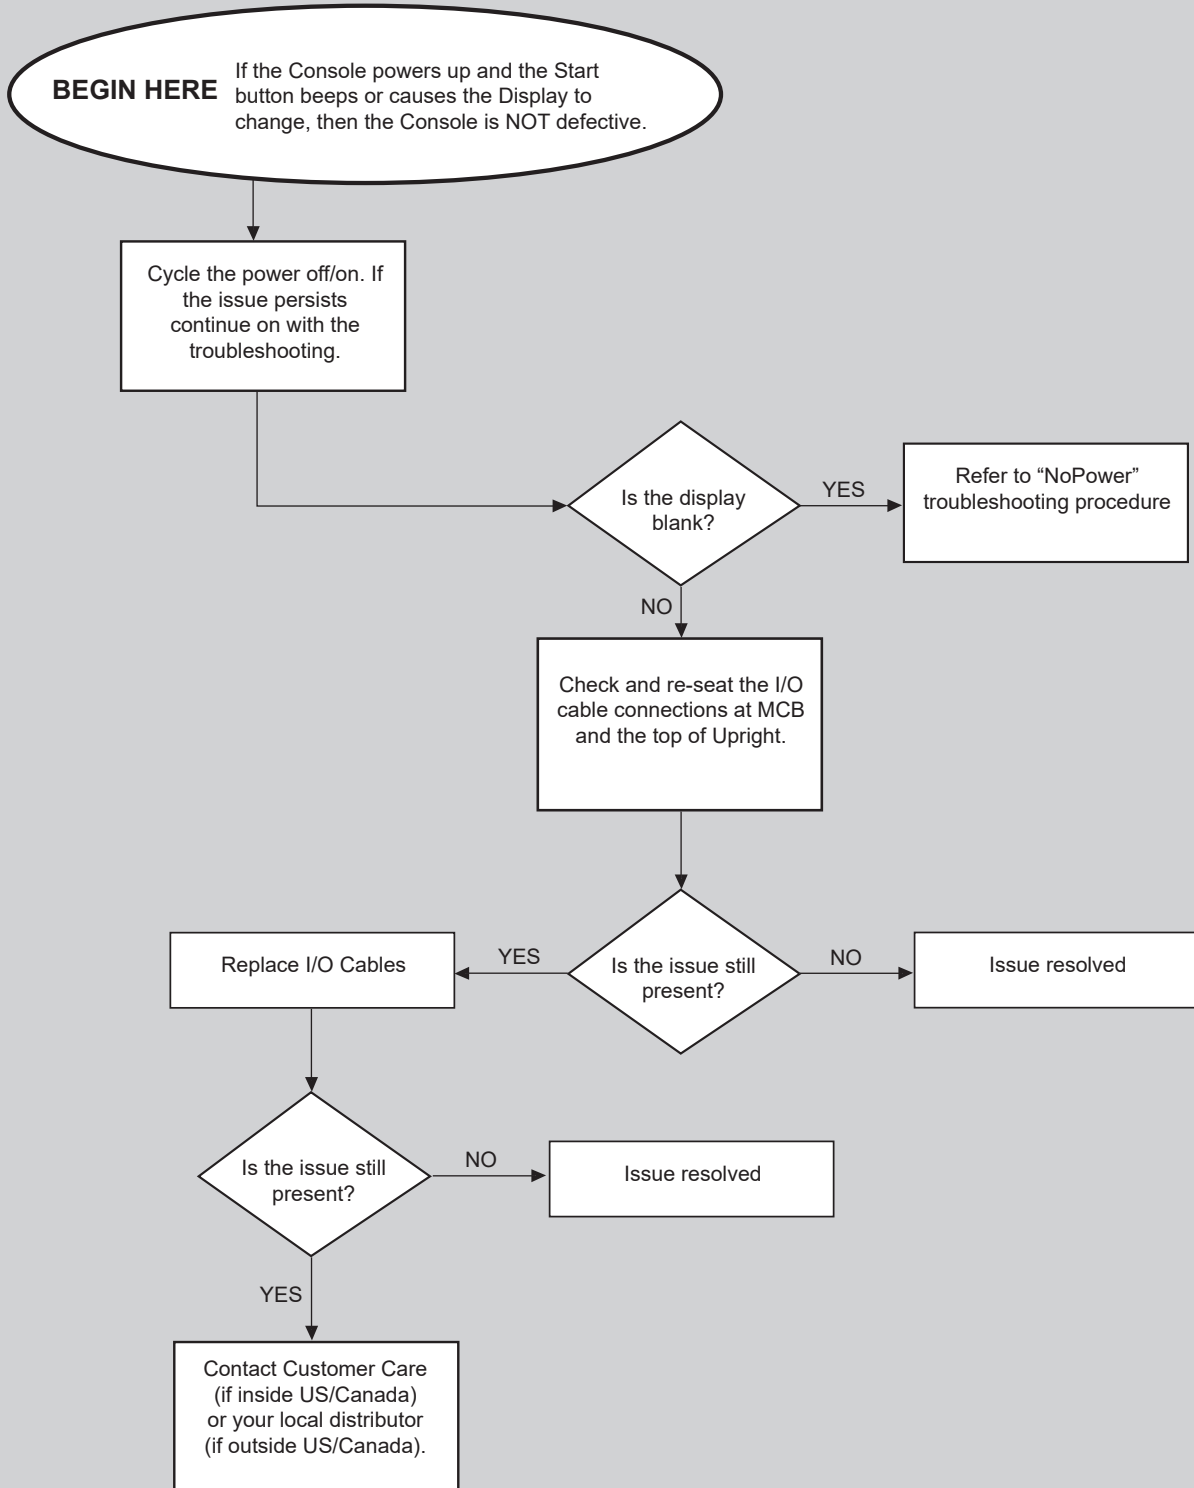 BEGIN HERE
If the Console powers up and the Start
button beeps or causes the Display to
change, then the Console is NOT defective.
Cycle the power off/on. If
the issue persists
continue on with the
troubleshooting.
Is the display
blank?
YES
Refer to “NoPower”
troubleshooting procedure
NO
Check and re-seat the I/O
cable connections at MCB
and the top of Upright.
Is the issue still
present?
NO
Issue resolved
YES
Replace I/O Cables
Is the issue still
present?
NO
Issue resolved
YES
Contact Customer Care
(if inside US/Canada)
or your local distributor
(if outside US/Canada).